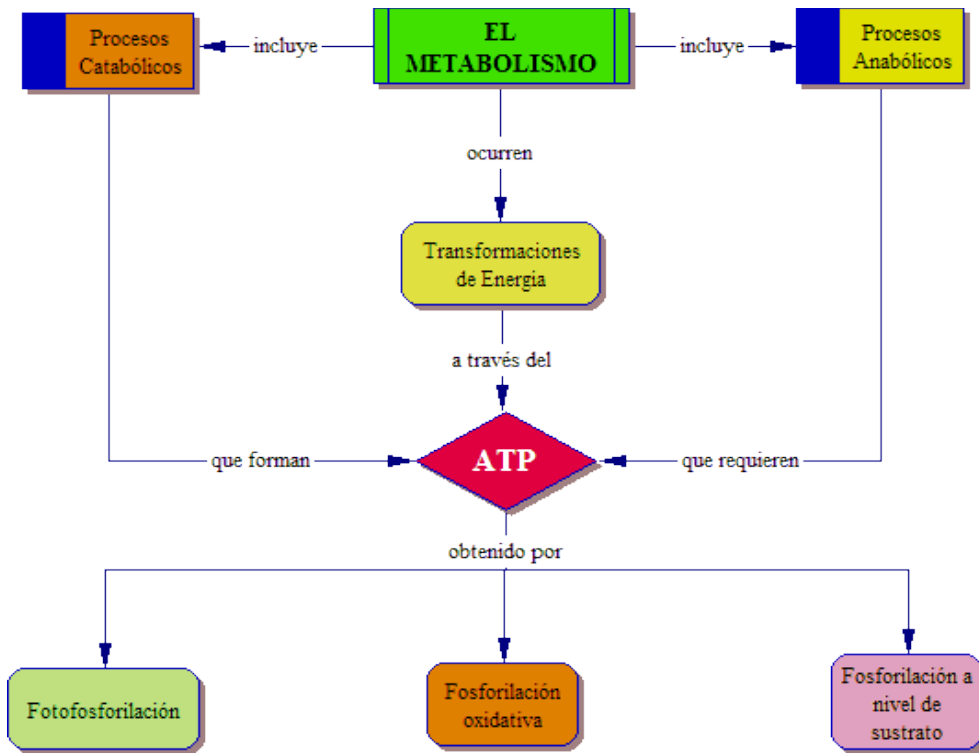 EL
METABOLISMO
incluye
Procesos
Catabólicos
incluye
Procesos
Anabólicos
ocurren
Transformaciones
de Energia
a través del
que forman
ATP
que requieren
obtenido por
Fotofosforilación
Fosforilación
oxidativa
Fosforilación a
nivel de
sustrato